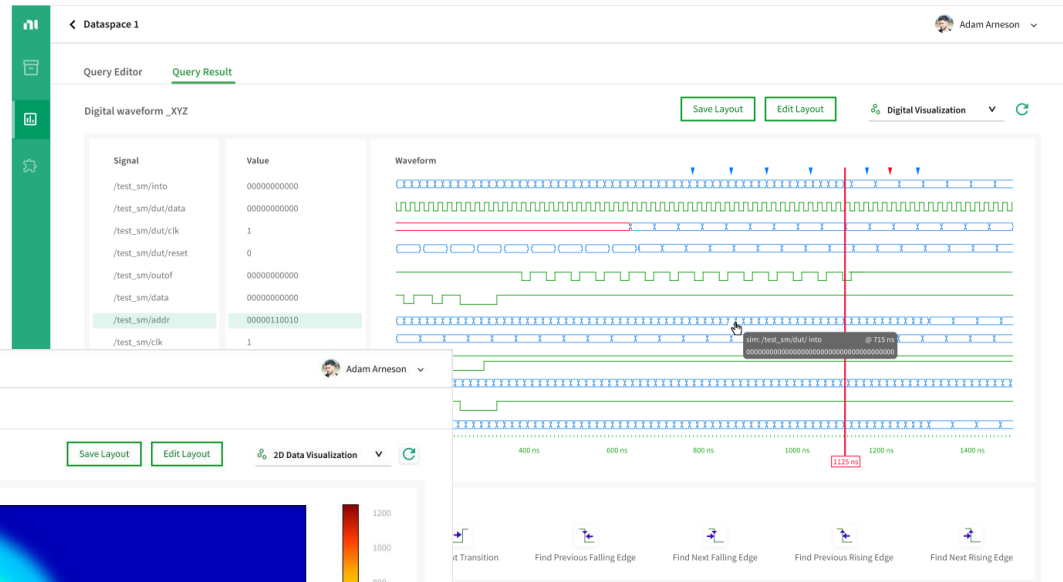 ni
Dataspace 1
Adam Arneson
Query Editor
Query Result
Digital waveform _XYZ
Save Layout
Edit Layout
Digital Visualization
Signal
Value
Waveform
/test_sm/into
00000000000
/test_sm/dut/data
00000000000
/test_sm/dut/clk
1
/test_sm/dut/reset
0
/test_sm/outof
00000000000
/test_sm/data
00000000000
/test_sm/addr
00000110010
/test_sm/clk
1
sim: /test_sm/dut/ into
@ 715 ns
400 ns
600 ns
800 ns
1000 ns
1200 ns
1400 ns
1125 ns
Transition
Find Previous Falling Edge
Find Next Falling Edge
Find Previous Rising Edge
Find Next Rising Edge
Adam Arneson
Save Layout
Edit Layout
2D Data Visualization
1200
1000